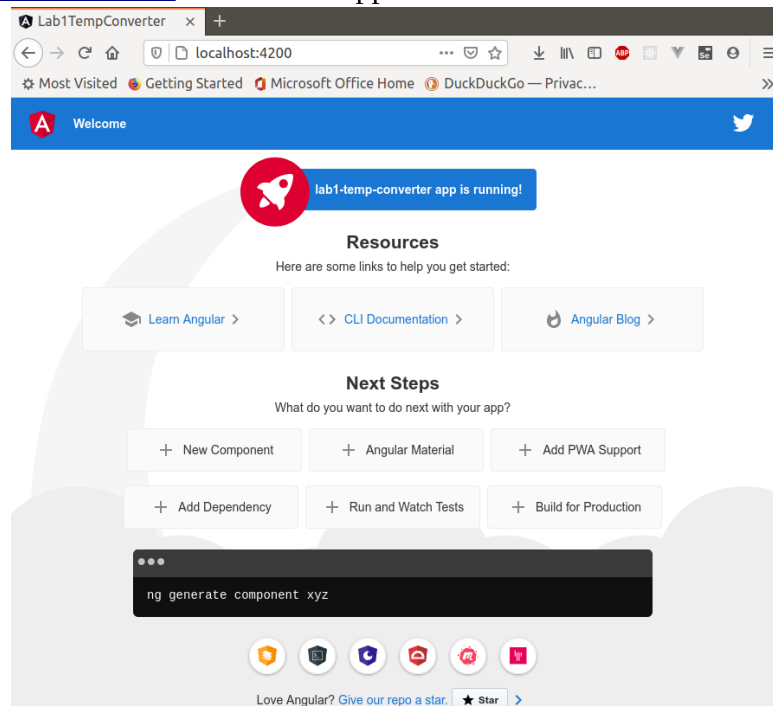 Lab1TempConverter × +
localhost:4200
Most Visited Getting Started Microsoft Office Home DuckDuckGo — Privac… »
Welcome
lab1-temp-converter app is running!
Resources
Here are some links to help you get started:
Learn Angular > <> CLI Documentation > Angular Blog >
Next Steps
What do you want to do next with your app?
+ New Component + Angular Material + Add PWA Support
+ Add Dependency + Run and Watch Tests + Build for Production
ng generate component xyz
Love Angular? Give our repo a star. ★ Star >